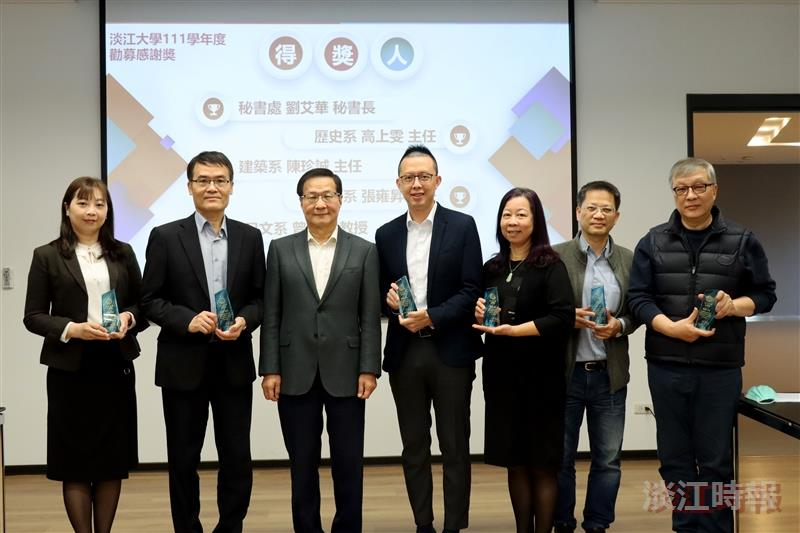 淡江大學111學年度
勸募感謝獎
得獎人
秘書處 劉艾華 秘書長
歷史系 高上雯 主任
建築系 陳珍誠 主任
系 張雍昇
文系 曾 教授
淡江時報